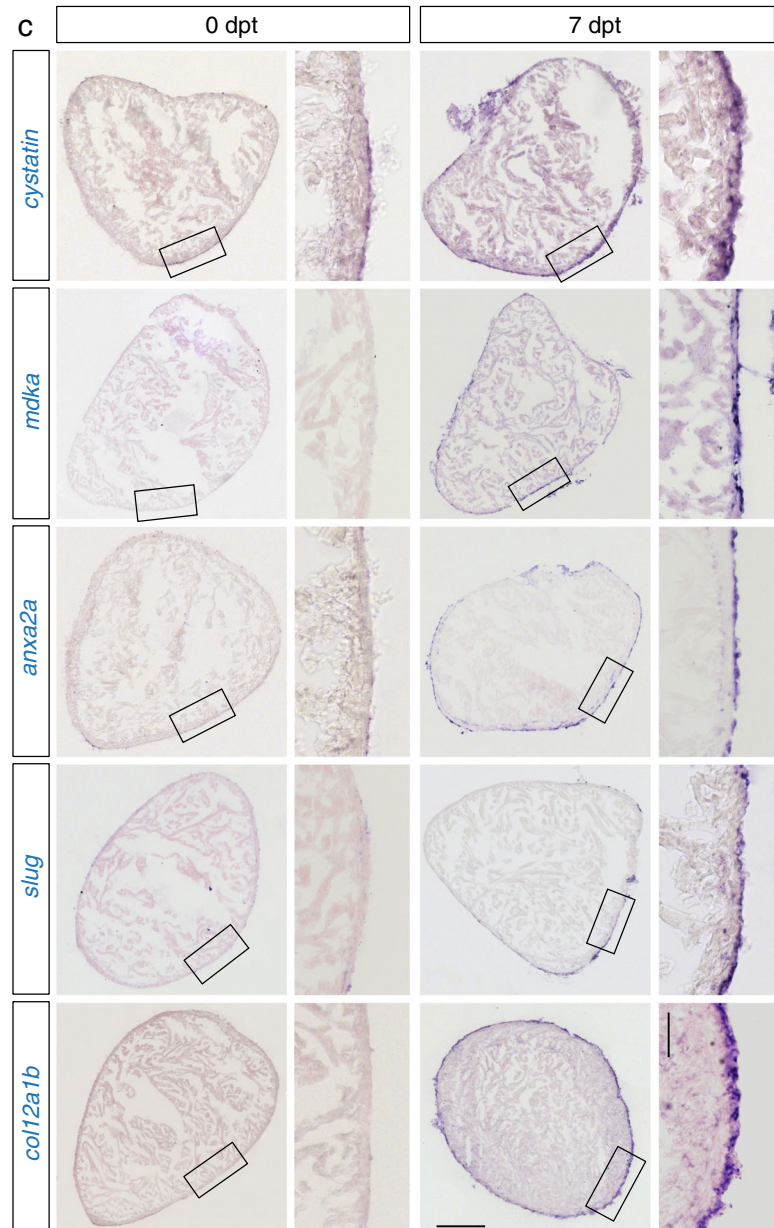 c
0 dpt
7 dpt
cystatin
mdka
anxa2a
slug
col12a1b